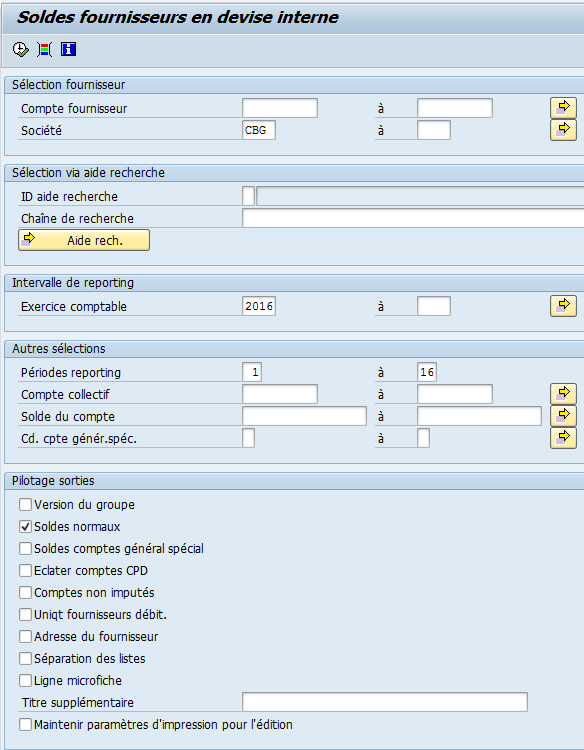 Soldes fournisseurs en devise interne
Sélection fournisseur
Compte fournisseur à
Société CBG à
Sélection via aide recherche
ID aide recherche
Chaîne de recherche
Aide rech.
Intervalle de reporting
Exercice comptable 2016 à
Autres sélections
Périodes reporting 1 à 16
Compte collectif à
Solde du compte à
Cd. cpte génér.spéc. à
Pilotage sorties
Version du groupe
Soldes normaux
Soldes comptes général spécial
Eclater comptes CPD
Comptes non imputés
Uniqt fournisseurs débit.
Adresse du fournisseur
Séparation des listes
Ligne microfiche
Titre supplémentaire
Maintenir paramètres d'impression pour l'édition